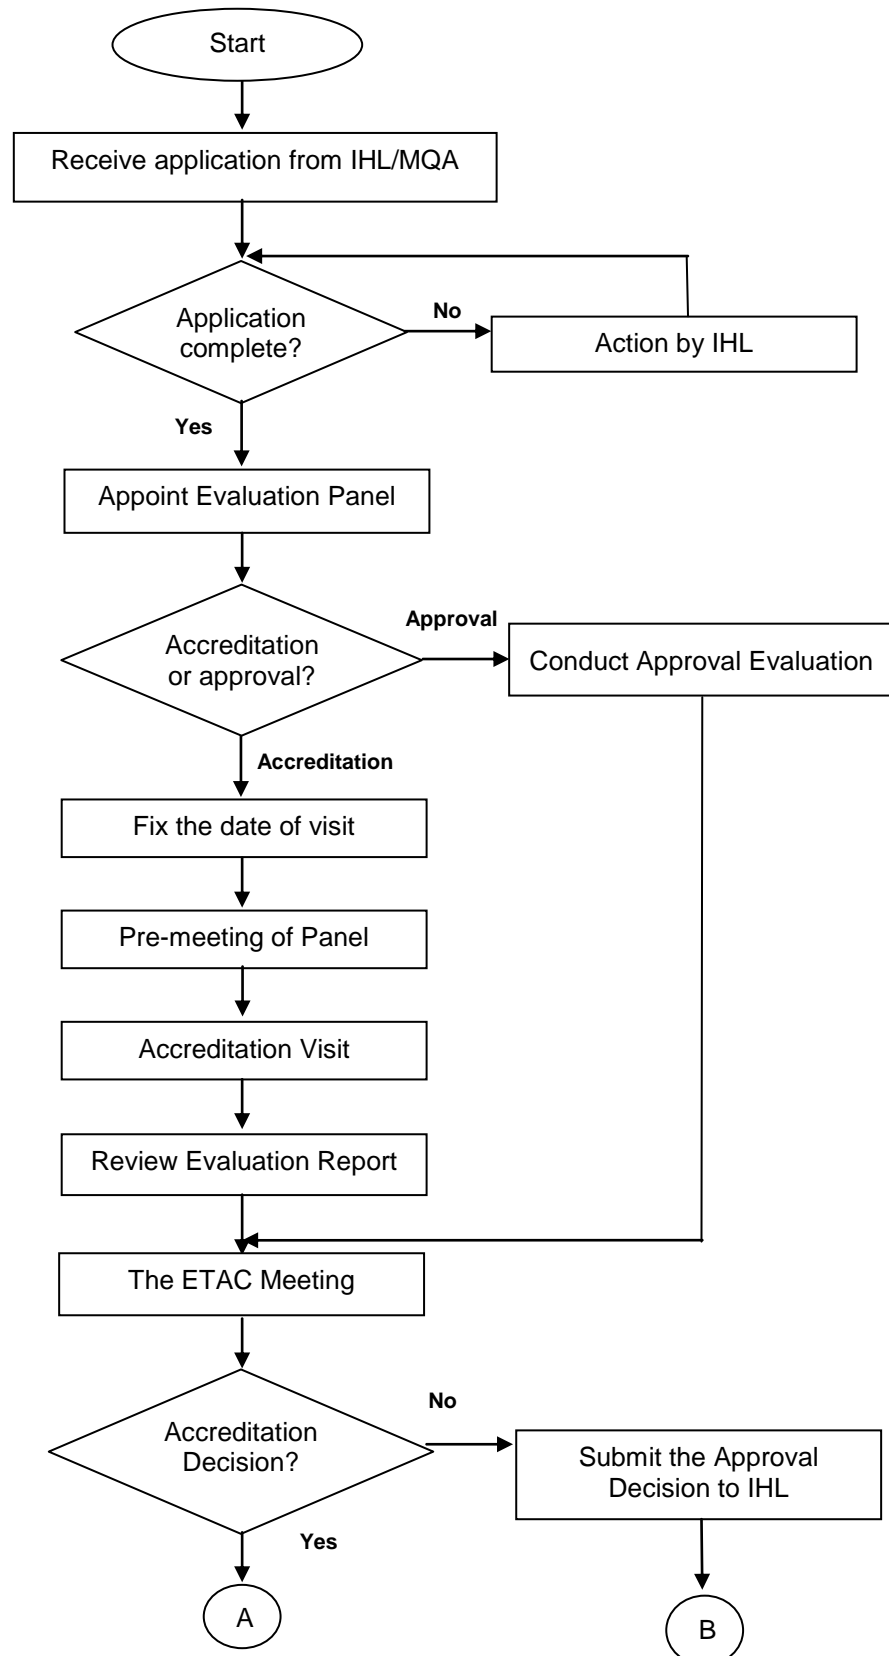 Start
Receive application from IHL/MQA
Application
complete?
No
Action by IHL
Yes
Appoint Evaluation Panel
Accreditation
or approval?
Approval
Conduct Approval Evaluation
Accreditation
Fix the date of visit
Pre-meeting of Panel
Accreditation Visit
Review Evaluation Report
The ETAC Meeting
Accreditation
Decision?
No
Submit the Approval
Decision to IHL
Yes
A
B